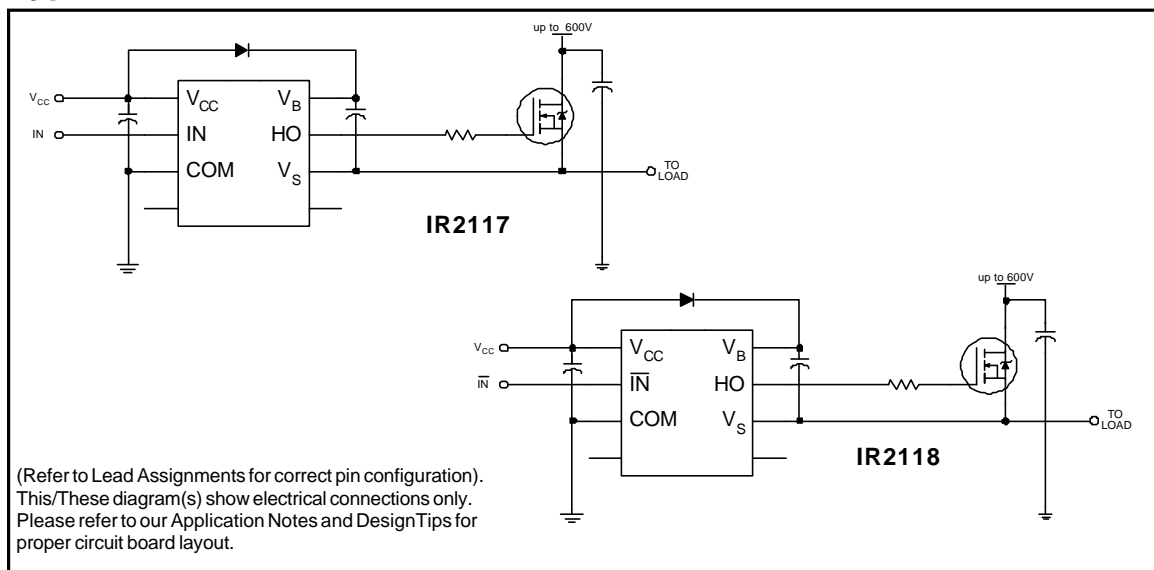 up to 600V
VCC
IN
VCC VB
IN HO
COM VS
TO
LOAD
IR2117
up to 600V
VCC
I̅N̅
VCC VB
I̅N̅ HO
COM VS
TO
LOAD
IR2118
(Refer to Lead Assignments for correct pin configuration).
This/These diagram(s) show electrical connections only.
Please refer to our Application Notes and DesignTips for
proper circuit board layout.